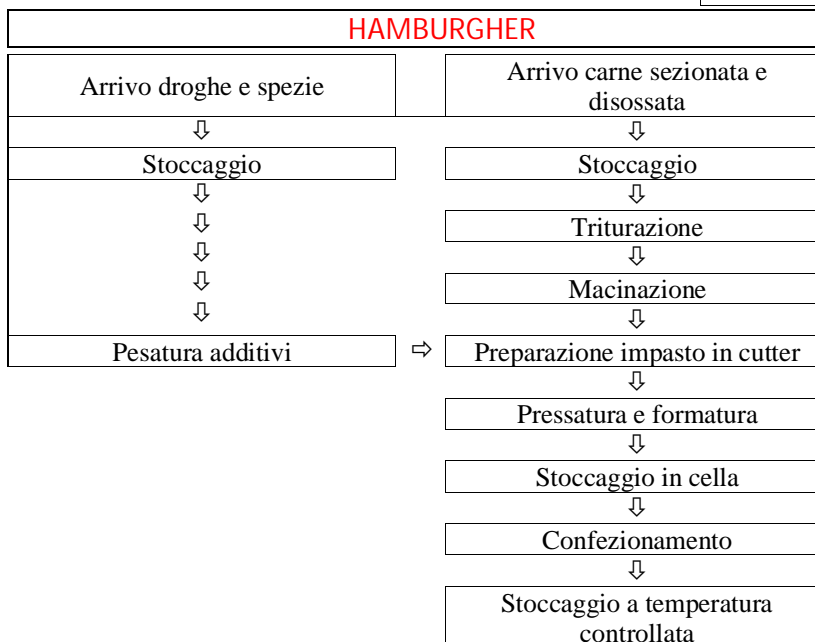 HAMBURGHER
Arrivo droghe e spezie
Arrivo carne sezionata e
disossata
⇩
⇩
Stoccaggio
Stoccaggio
⇩
⇩
⇩
Triturazione
⇩
⇩
⇩
Macinazione
⇩
⇩
Pesatura additivi
⇨
Preparazione impasto in cutter
⇩
Pressatura e formatura
⇩
Stoccaggio in cella
⇩
Confezionamento
⇩
Stoccaggio a temperatura
controllata